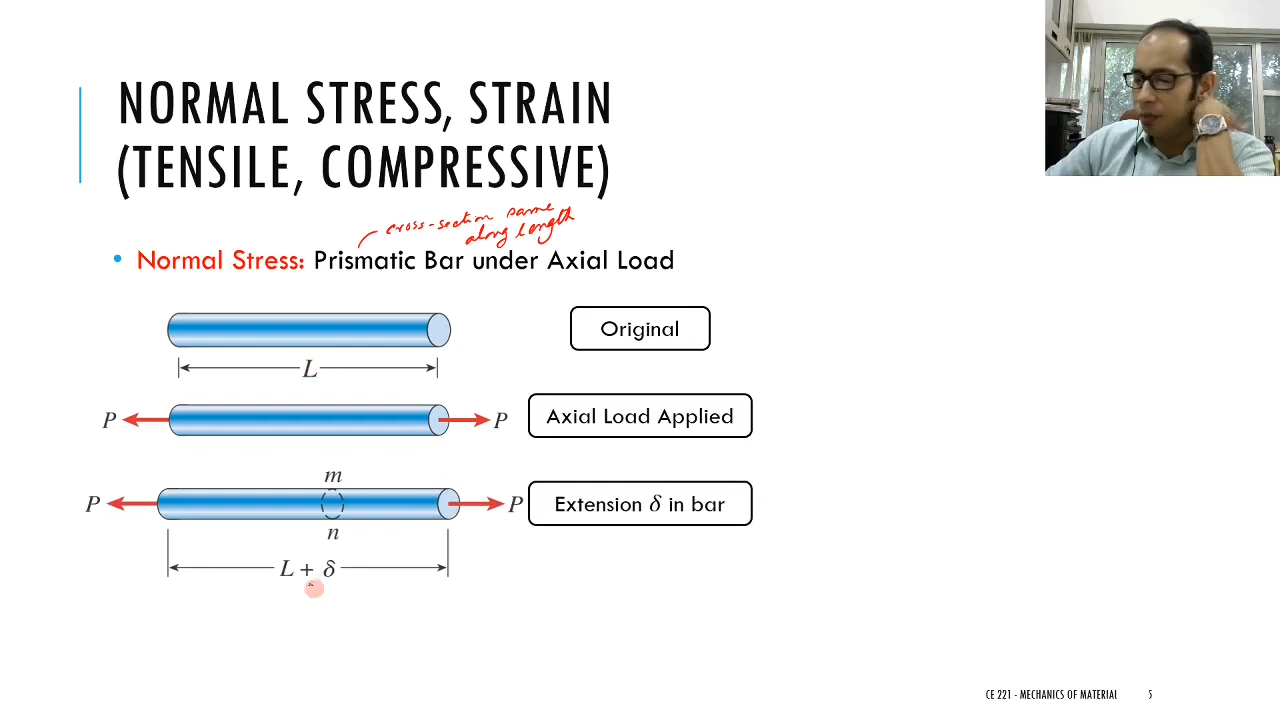 NORMAL STRESS, STRAIN
(TENSILE, COMPRESSIVE)
cross-section same
along length
• Normal Stress: Prismatic Bar under Axial Load
Original
L
P
P
Axial Load Applied
m
P
P
Extension δ in bar
n
L + δ
CE 221 - MECHANICS OF MATERIAL 5